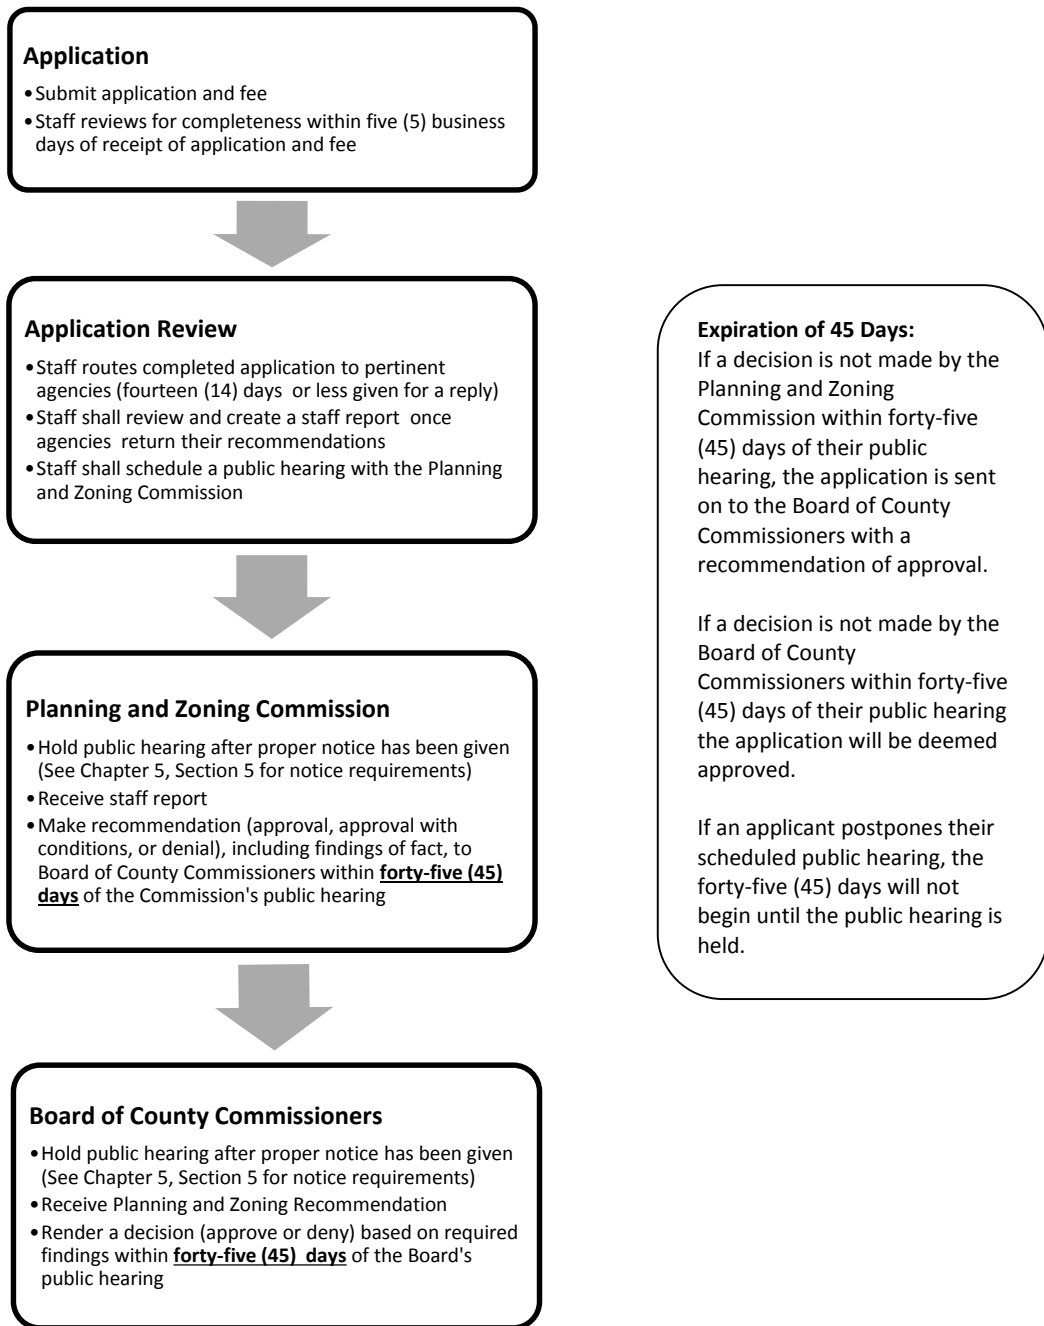 Application
•Submit application and fee
•Staff reviews for completeness within five (5) business
days of receipt of application and fee
Application Review
•Staff routes completed application to pertinent
agencies (fourteen (14) days  or less given for a reply)
•Staff shall review and create a staff report  once
agencies  return their recommendations
•Staff shall schedule a public hearing with the Planning
and Zoning Commission
Planning and Zoning Commission
•Hold public hearing after proper notice has been given
(See Chapter 5, Section 5 for notice requirements)
•Receive staff report
•Make recommendation (approval, approval with
conditions, or denial), including findings of fact, to
Board of County Commissioners within forty-five (45)
days of the Commission's public hearing
Board of County Commissioners
•Hold public hearing after proper notice has been given
(See Chapter 5, Section 5 for notice requirements)
•Receive Planning and Zoning Recommendation
•Render a decision (approve or deny) based on required
findings within forty-five (45)  days of the Board's
public hearing
Expiration of 45 Days:
If a decision is not made by the
Planning and Zoning
Commission within forty-five
(45) days of their public
hearing, the application is sent
on to the Board of County
Commissioners with a
recommendation of approval.
If a decision is not made by the
Board of County
Commissioners within forty-five
(45) days of their public hearing
the application will be deemed
approved.
If an applicant postpones their
scheduled public hearing, the
forty-five (45) days will not
begin until the public hearing is
held.